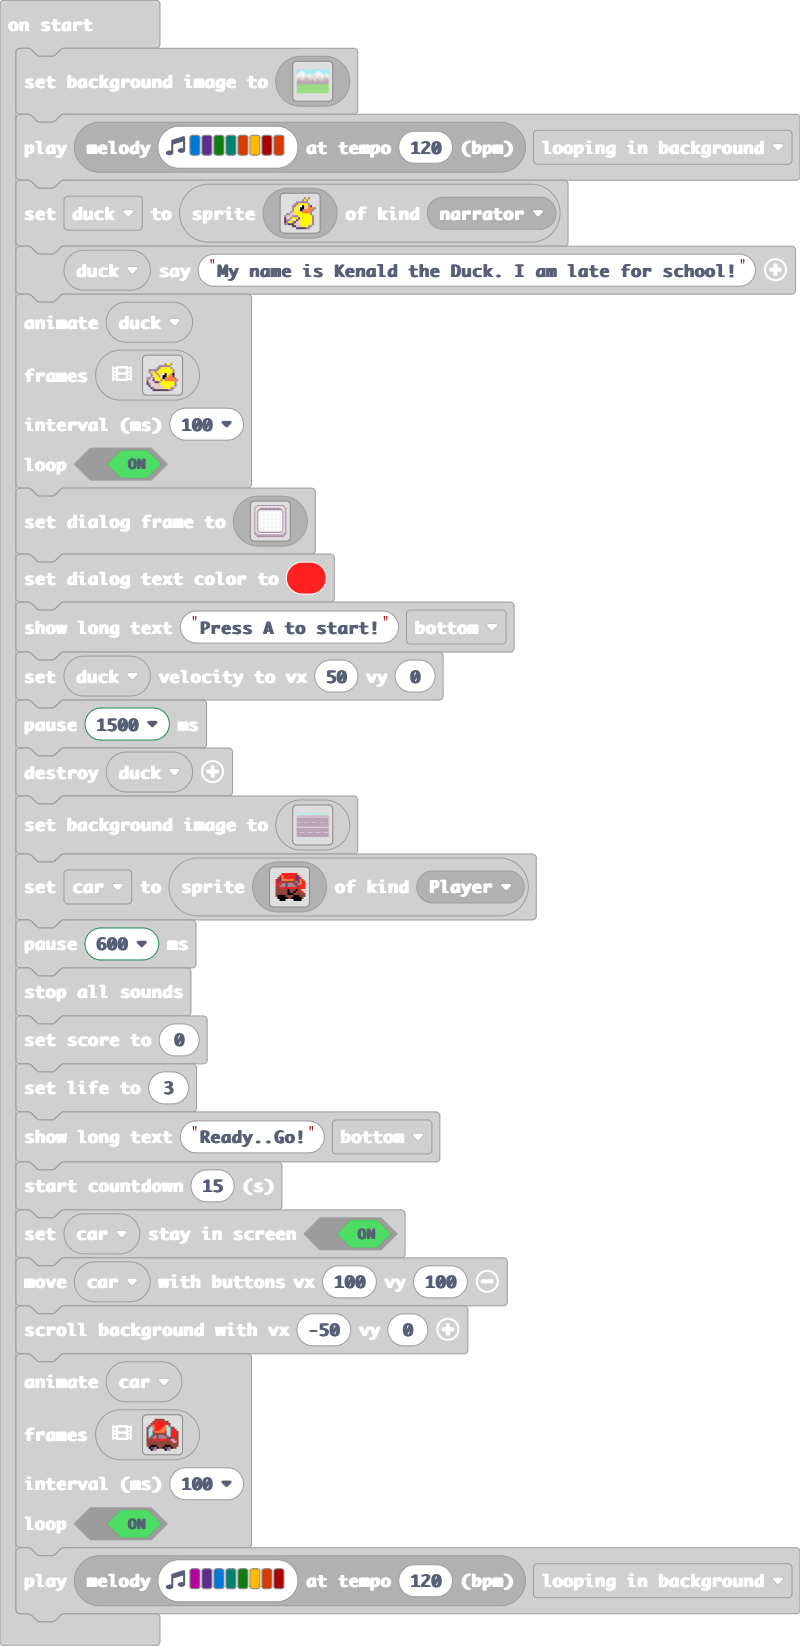 on start
set background image to
play melody at tempo 120 (bpm) looping in background
set duck to sprite of kind narrator
duck say "My name is Kenald the Duck. I am late for school!"
animate duck
frames
interval (ms) 100
loop ON
set dialog frame to
set dialog text color to
show long text "Press A to start!" bottom
set duck velocity to vx 50 vy 0
pause 1500 ms
destroy duck
set background image to
set car to sprite of kind Player
pause 600 ms
stop all sounds
set score to 0
set life to 3
show long text "Ready..Go!" bottom
start countdown 15 (s)
set car stay in screen ON
move car with buttons vx 100 vy 100
scroll background with vx -50 vy 0
animate car
frames
interval (ms) 100
loop ON
play melody at tempo 120 (bpm) looping in background